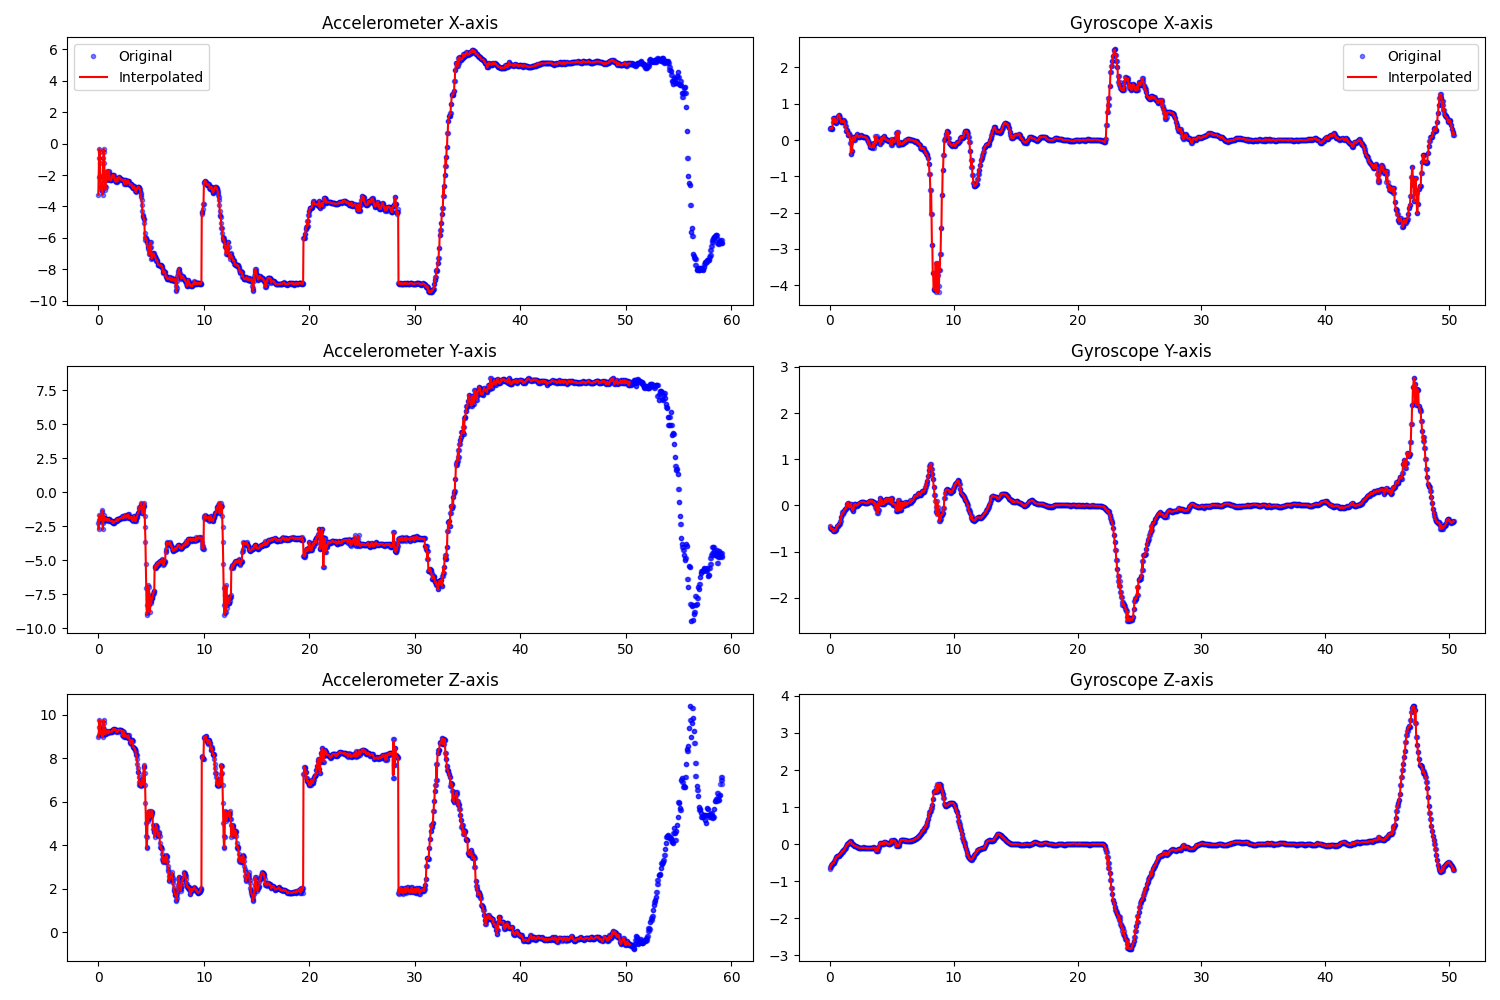 Accelerometer X-axis
Original
Interpolated
6
4
2
0
−2
−4
−6
−8
−10
0 10 20 30 40 50 60
Gyroscope X-axis
Original
Interpolated
2
1
0
−1
−2
−3
−4
0 10 20 30 40 50
Accelerometer Y-axis
7.5
5.0
2.5
0.0
−2.5
−5.0
−7.5
−10.0
0 10 20 30 40 50 60
Gyroscope Y-axis
3
2
1
0
−1
−2
0 10 20 30 40 50
Accelerometer Z-axis
10
8
6
4
2
0
0 10 20 30 40 50 60
Gyroscope Z-axis
4
3
2
1
0
−1
−2
−3
0 10 20 30 40 50